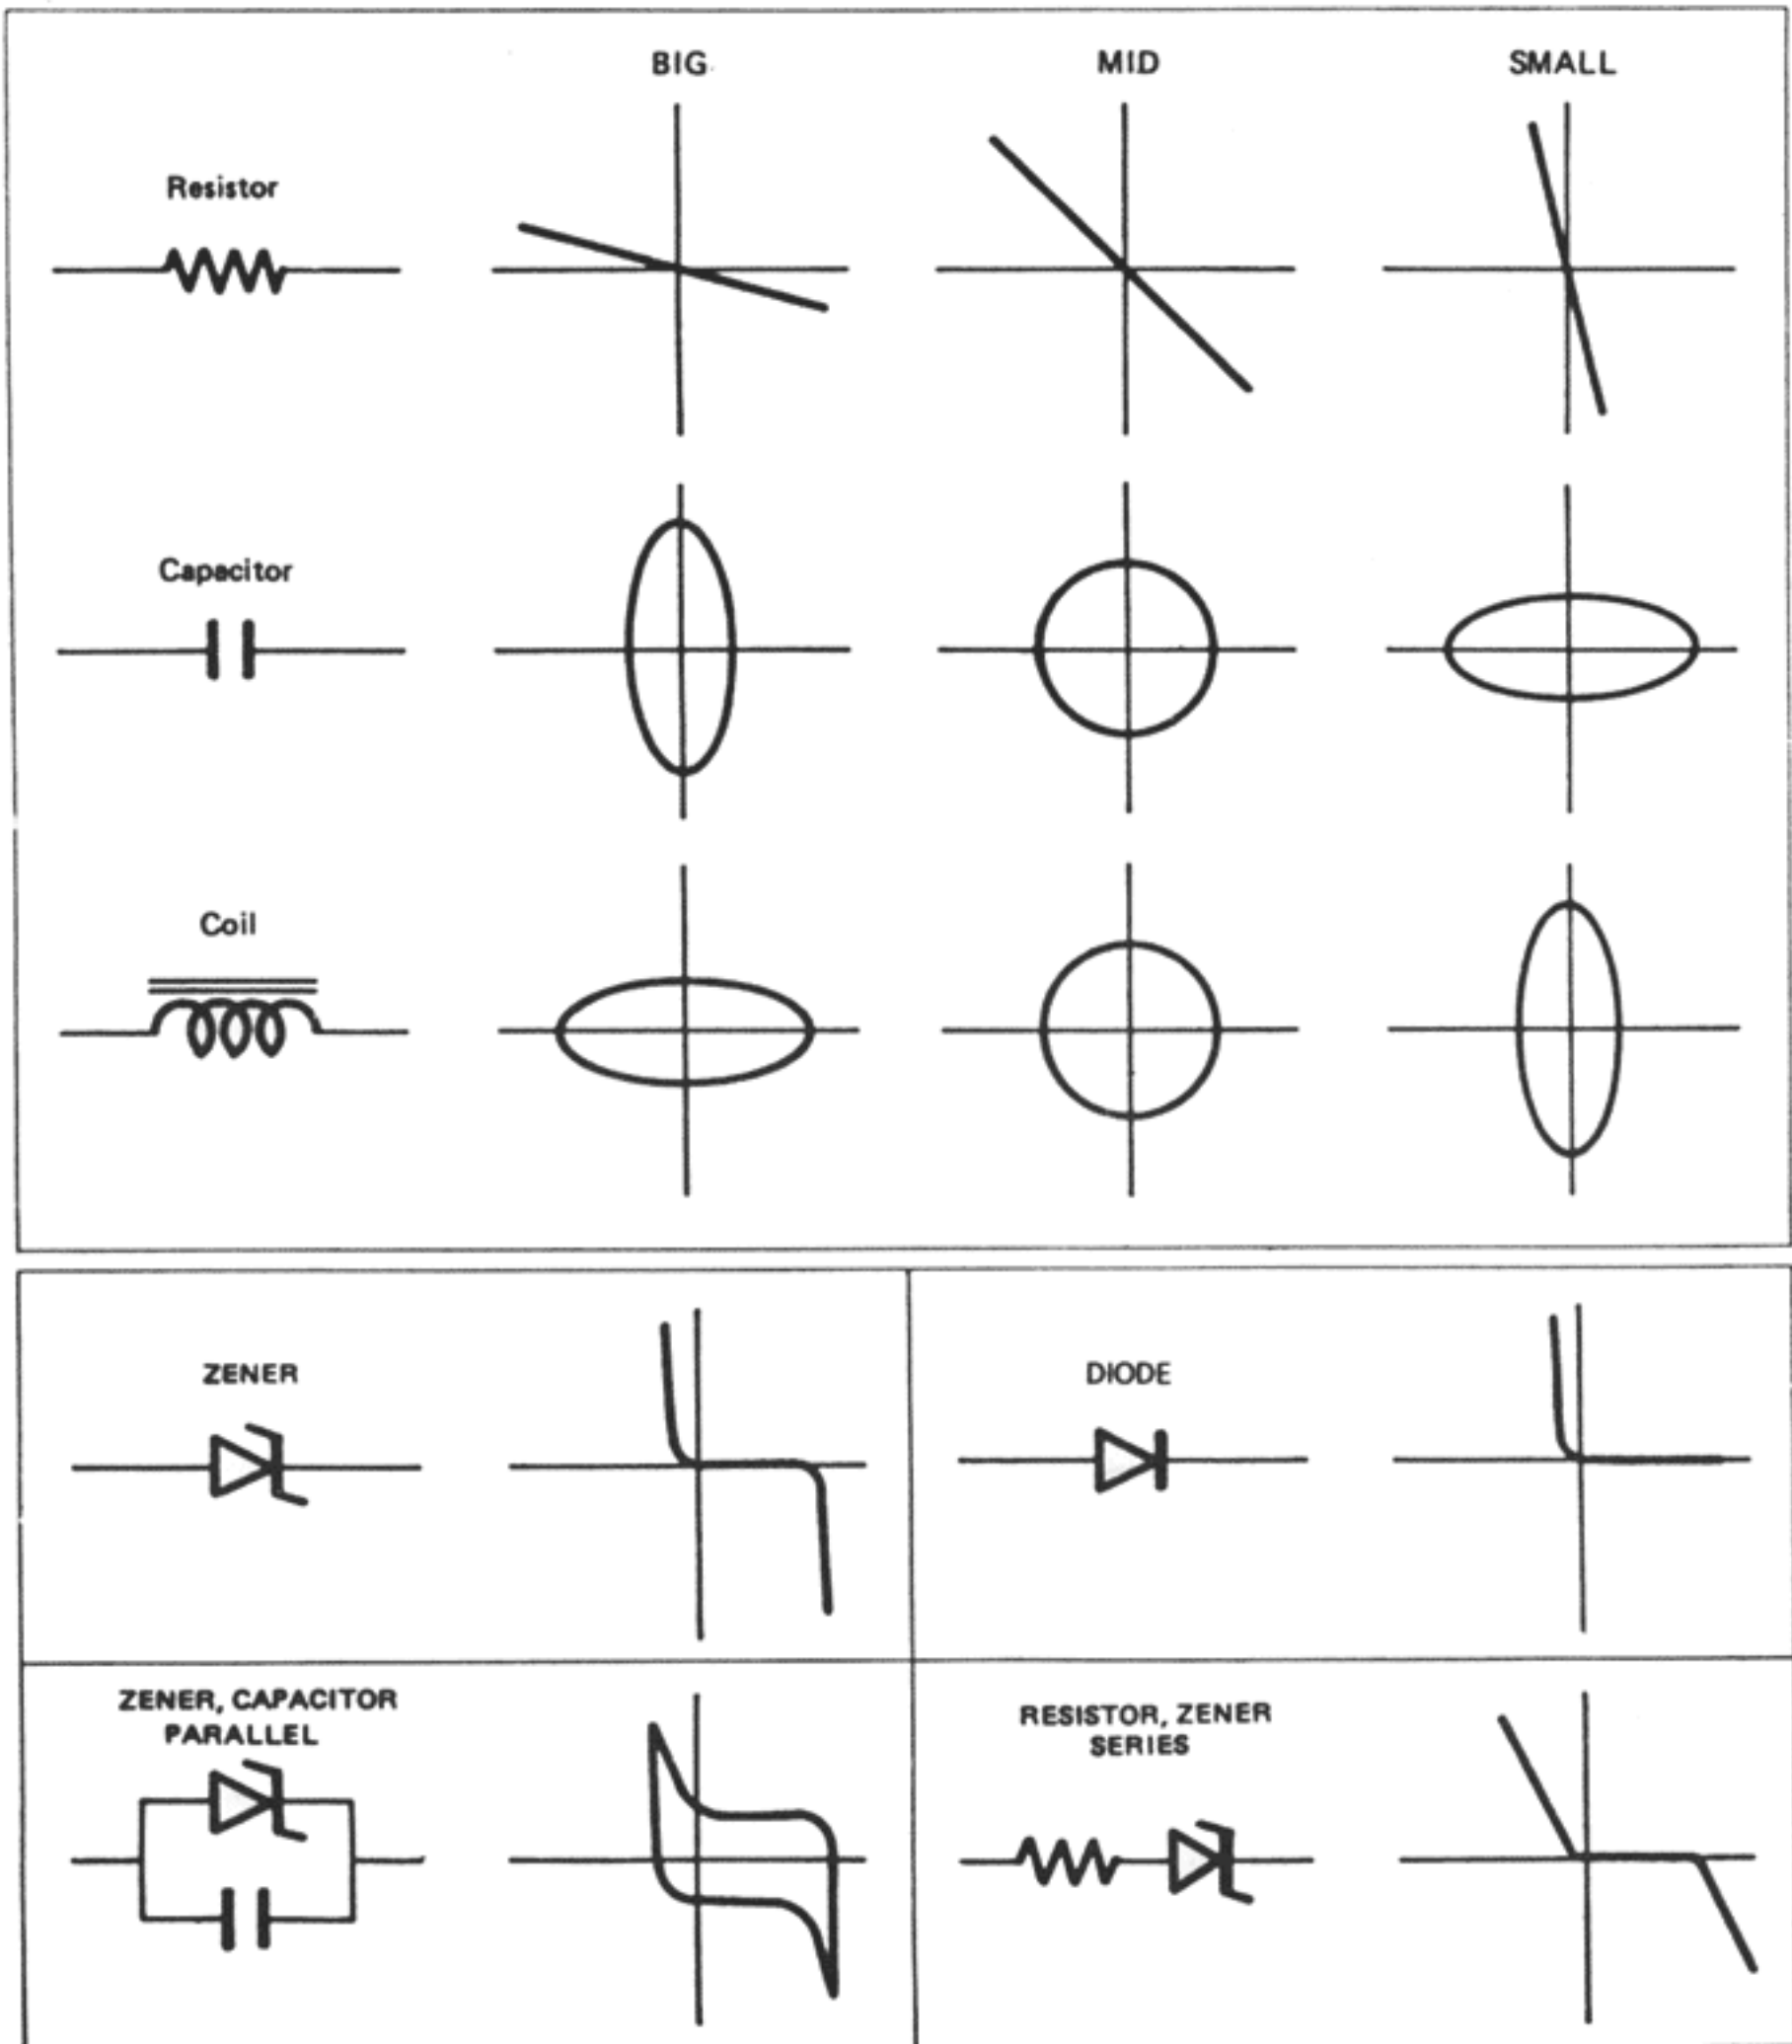 BIG
MID
SMALL
Resistor
Capacitor
Coil
ZENER
DIODE
ZENER, CAPACITOR
PARALLEL
RESISTOR, ZENER
SERIES